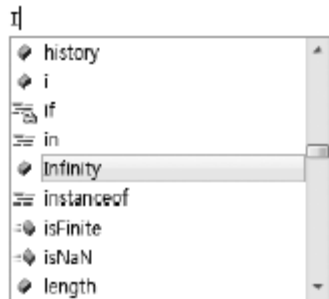 I
history
i
if
in
Infinity
instanceof
isFinite
isNaN
length